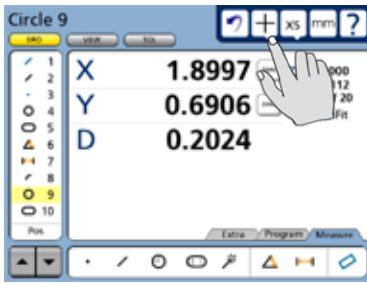 Circle 9
xs mm ?
DRO VIEW TOL
1
2
3
4
5
6
7
8
9
10
Pos
X 1.8997
Y 0.6906
D 0.2024
Fit
Extra Program Measure